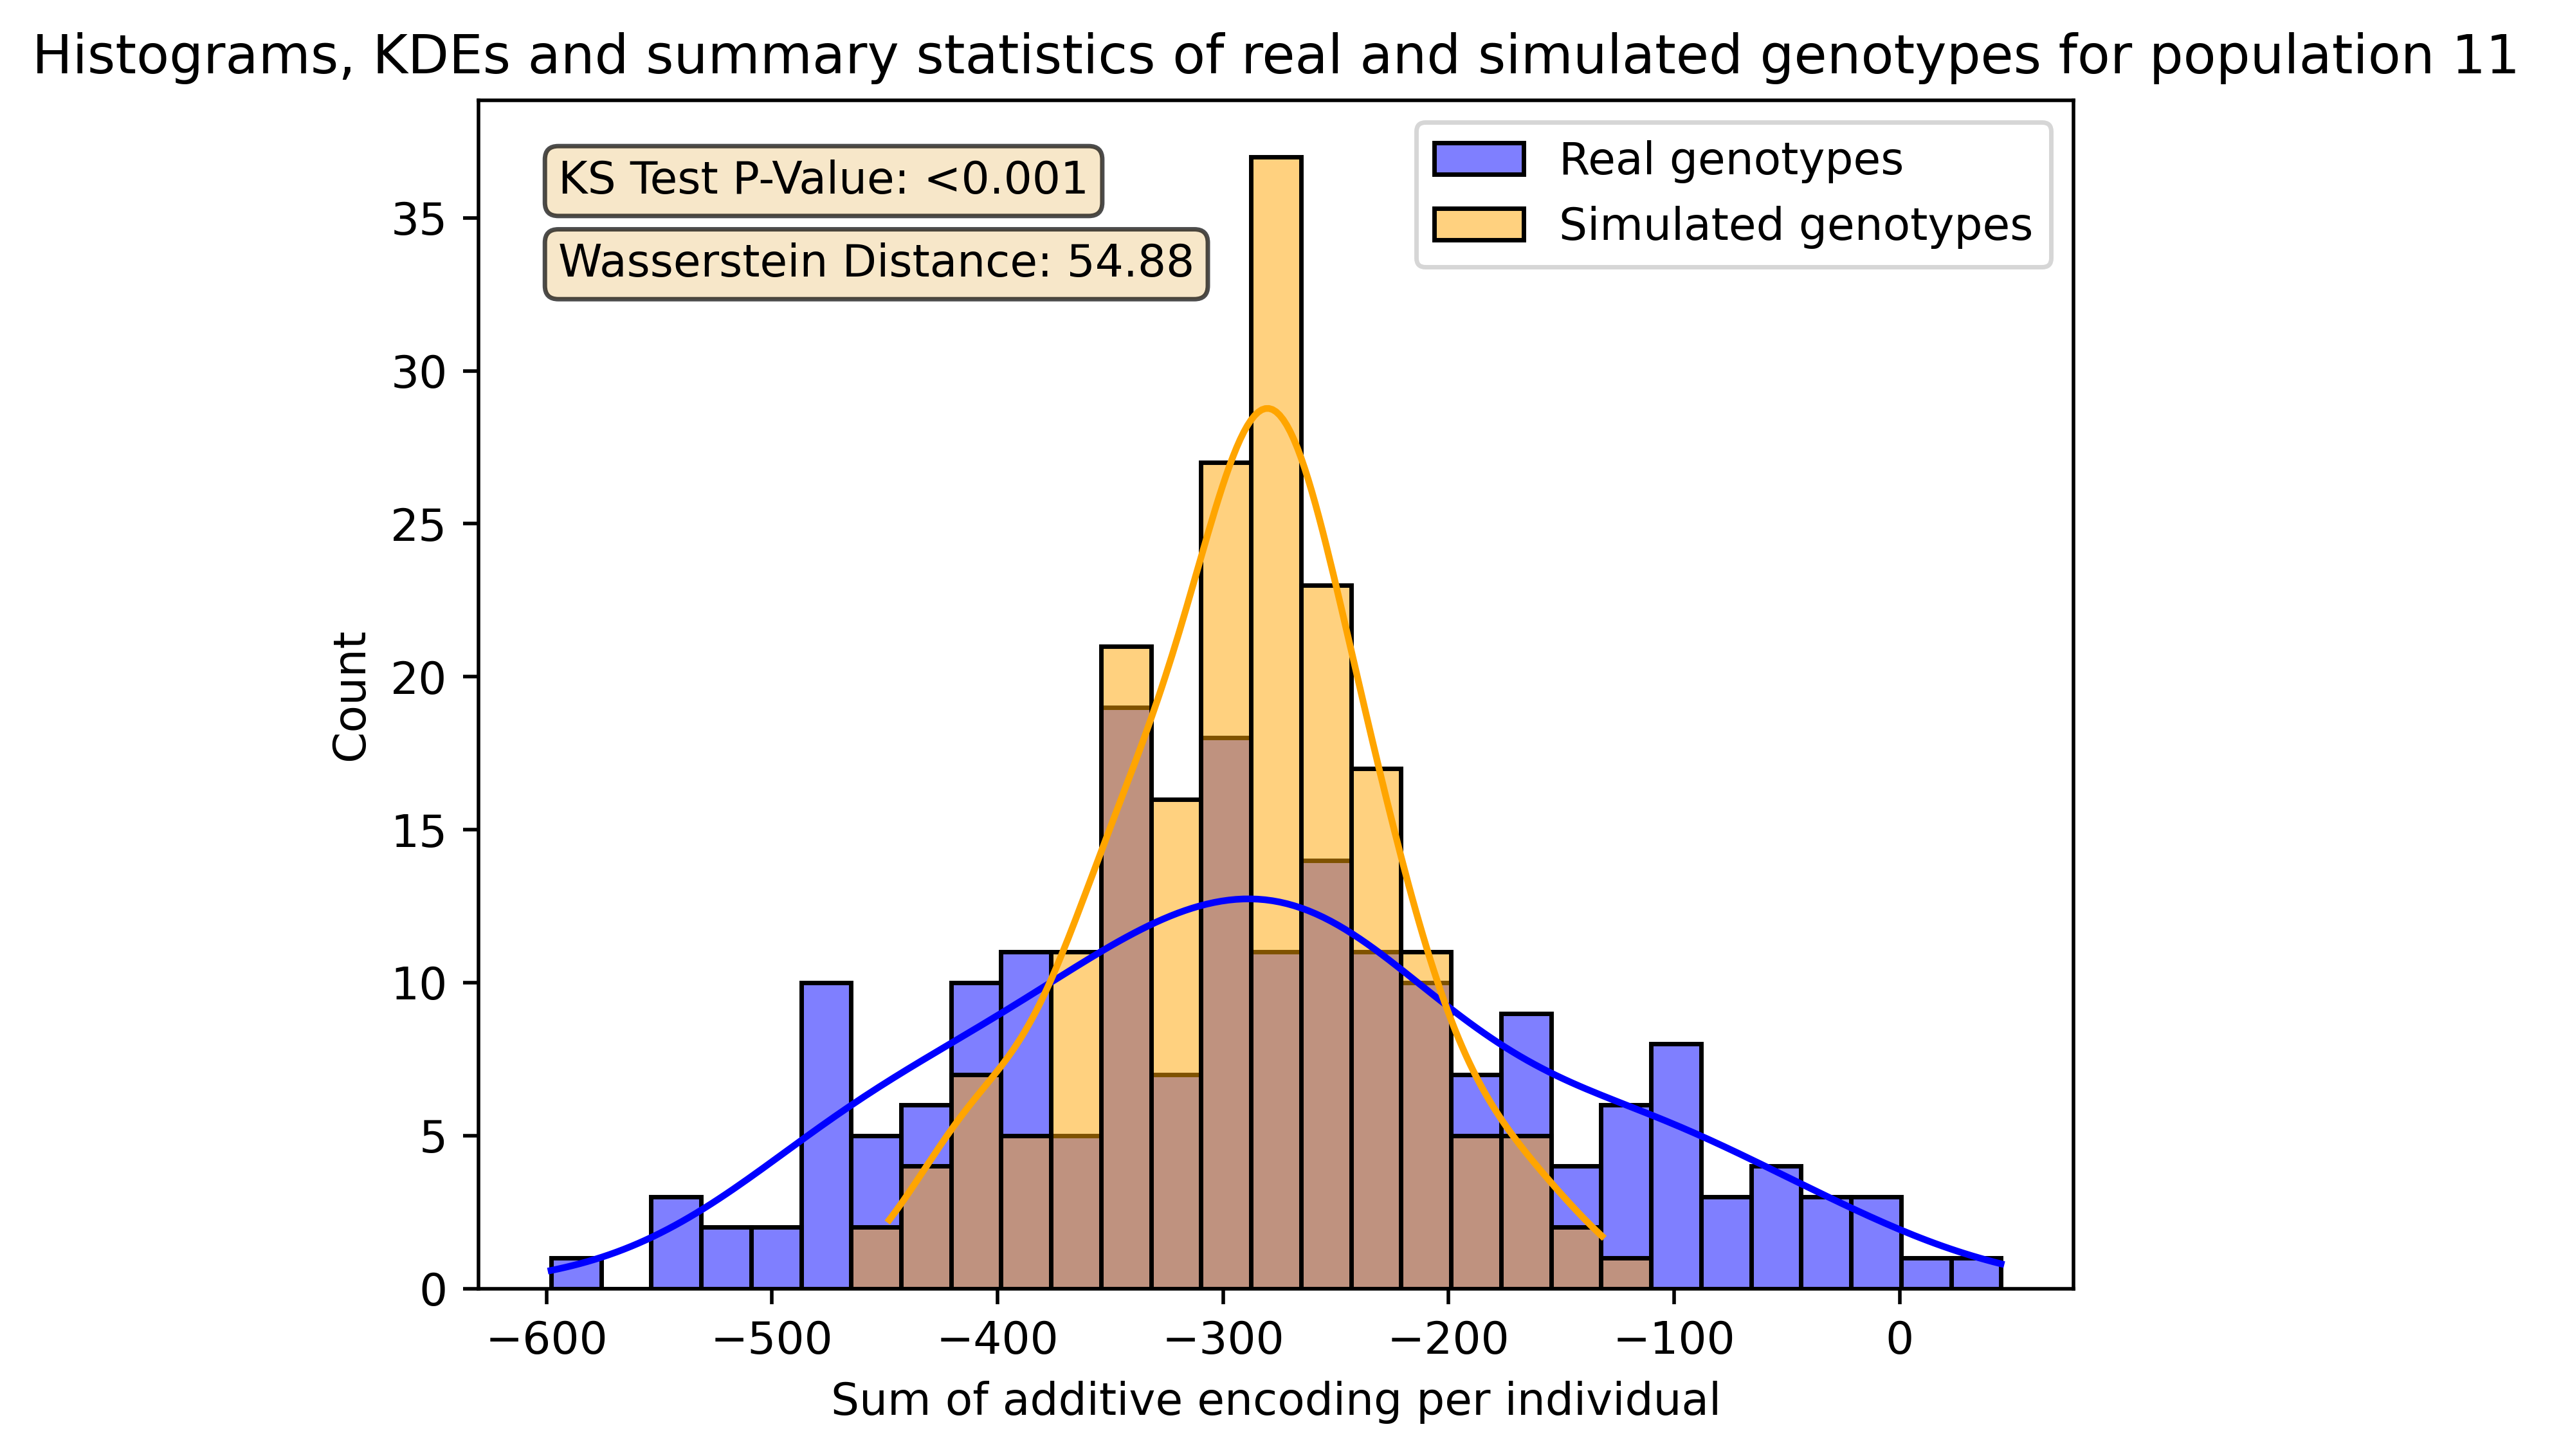 Histograms, KDEs and summary statistics of real and simulated genotypes for population 11
KS Test P-Value: <0.001
Wasserstein Distance: 54.88
Real genotypes
Simulated genotypes
35
30
25
20
15
10
5
0
Count
−600 −500 −400 −300 −200 −100 0
Sum of additive encoding per individual